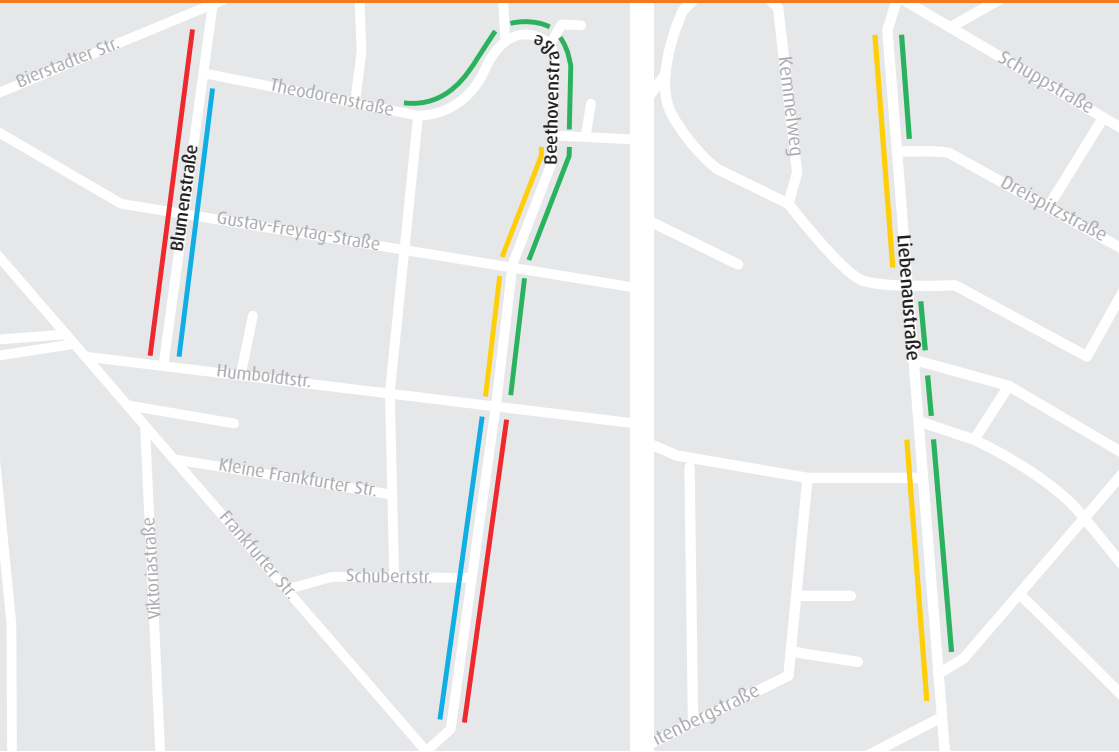 Bierstadter Str.
Theodorenstraße
Beethovenstraße
Blumenstraße
Gustav-Freytag-Straße
Humboldtstr.
Kleine Frankfurter Str.
Frankfurter Str.
Viktoriastraße
Schubertstr.
Kemmelweg
Schuppstraße
Dreispitzstraße
Liebenaustraße
itenbergstraße